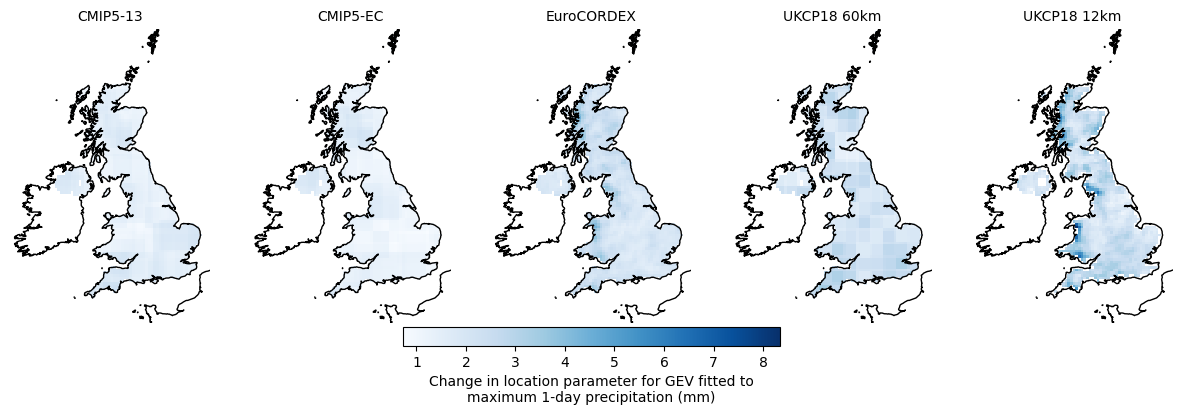 CMIP5-13
CMIP5-EC
EuroCORDEX
UKCP18 60km
UKCP18 12km
1 2 3 4 5 6 7 8
Change in location parameter for GEV fitted to
maximum 1-day precipitation (mm)